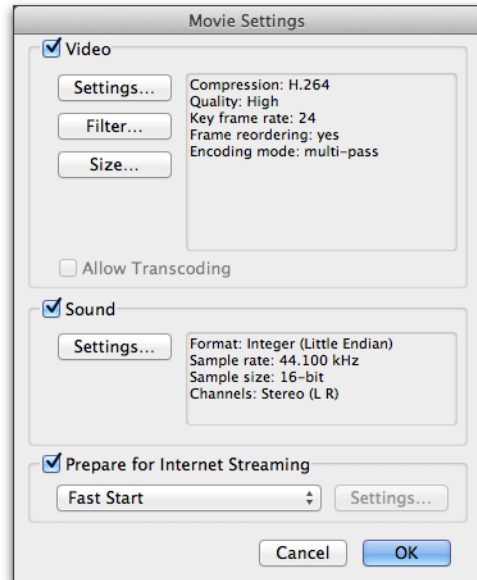 Movie Settings
Video
Settings...
Filter...
Size...
Compression: H.264
Quality: High
Key frame rate: 24
Frame reordering: yes
Encoding mode: multi-pass
Allow Transcoding
Sound
Settings...
Format: Integer (Little Endian)
Sample rate: 44.100 kHz
Sample size: 16-bit
Channels: Stereo (L R)
Prepare for Internet Streaming
Fast Start
Settings...
Cancel
OK